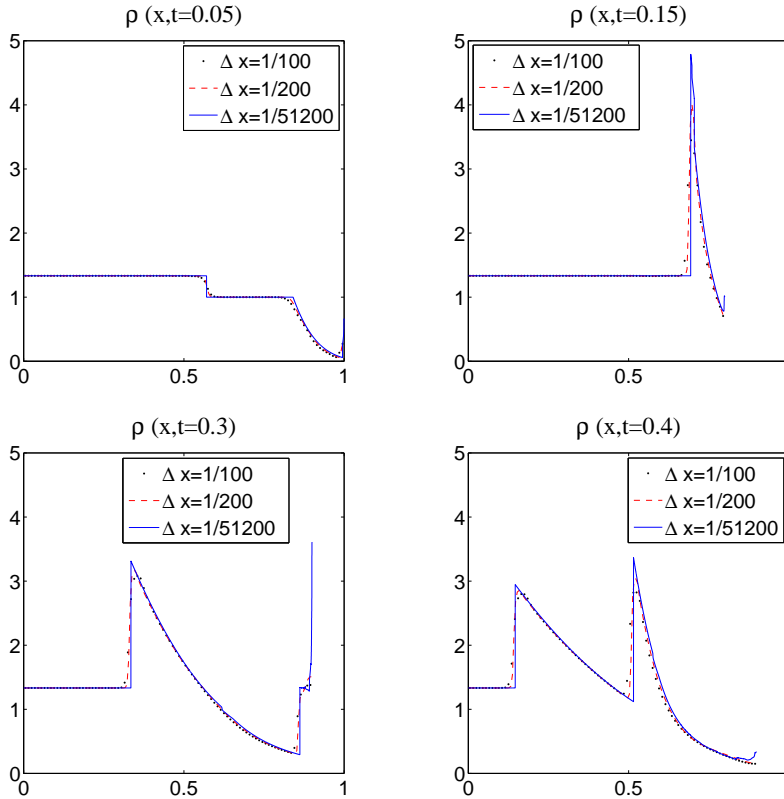 ρ (x,t=0.05)
5
4
3
2
1
0
0
0.5
1
Δ x=1/100
Δ x=1/200
Δ x=1/51200
ρ (x,t=0.15)
5
4
3
2
1
0
0
0.5
Δ x=1/100
Δ x=1/200
Δ x=1/51200
ρ (x,t=0.3)
5
4
3
2
1
0
0
0.5
1
Δ x=1/100
Δ x=1/200
Δ x=1/51200
ρ (x,t=0.4)
5
4
3
2
1
0
0
0.5
Δ x=1/100
Δ x=1/200
Δ x=1/51200